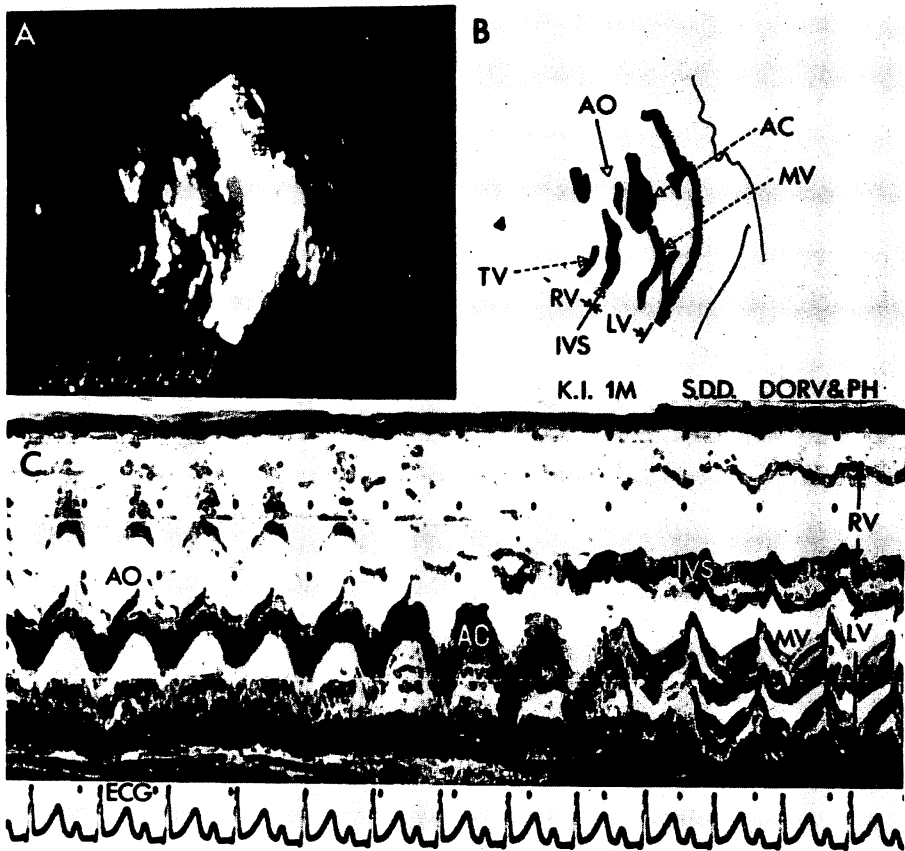 A
B
AO
AC
MV
TV
RV
IVS
LV
K.I. 1M S.D.D. DORV & PH
C
RV
AO
IVS
AC
MV LV
ECG